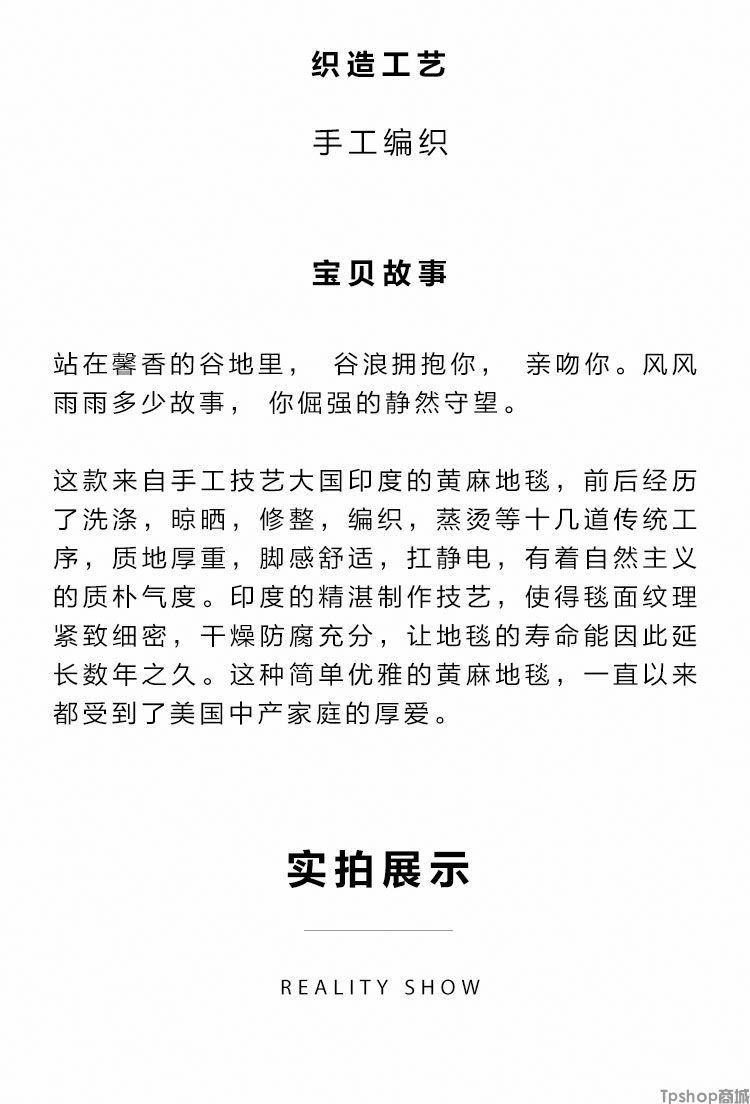 织造工艺
手工编织
宝贝故事
站在馨香的谷地里， 谷浪拥抱你， 亲吻你。风风
雨雨多少故事， 你倔强的静然守望。
这款来自手工技艺大国印度的黄麻地毯，前后经历
了洗涤，晾晒，修整，编织，蒸烫等十几道传统工
序，质地厚重，脚感舒适，扛静电，有着自然主义
的质朴气度。印度的精湛制作技艺，使得毯面纹理
紧致细密，干燥防腐充分，让地毯的寿命能因此延
长数年之久。这种简单优雅的黄麻地毯，一直以来
都受到了美国中产家庭的厚爱。
实拍展示
REALITY SHOW
Tpshop商城